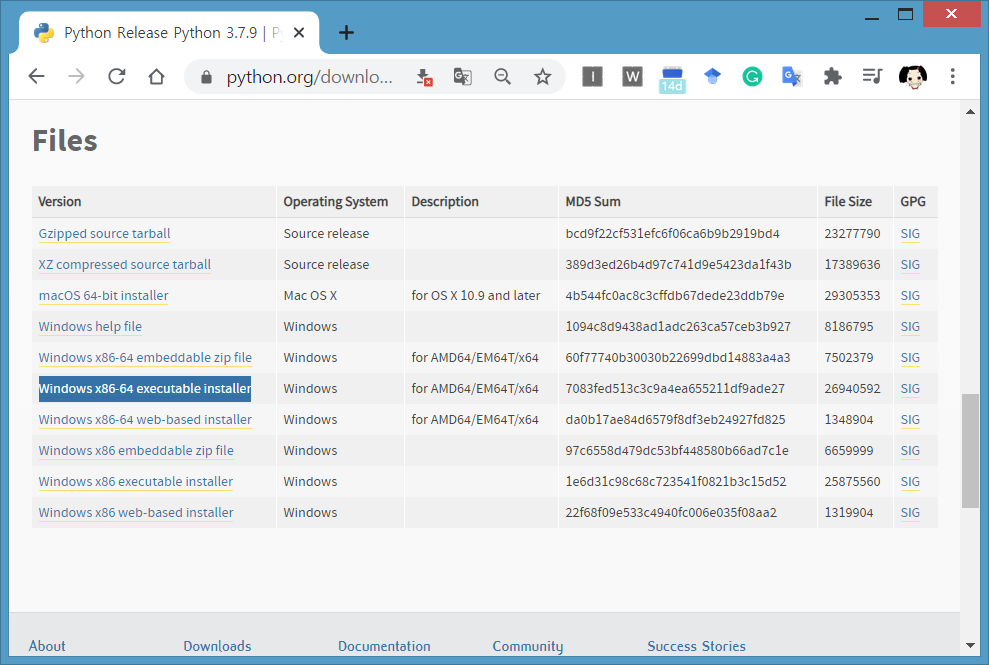 Python Release Python 3.7.9 | P
python.org/downlo...
14d
Files
Version Operating System Description MD5 Sum File Size GPG
Gzipped source tarball Source release bcd9f22cf531efc6f06ca6b9b2919bd4 23277790 SIG
XZ compressed source tarball Source release 389d3ed26b4d97c741d9e5423da1f43b 17389636 SIG
macOS 64-bit installer Mac OS X for OS X 10.9 and later 4b544fc0ac8c3cffdb67dede23ddb79e 29305353 SIG
Windows help file Windows 1094c8d9438ad1adc263ca57ceb3b927 8186795 SIG
Windows x86-64 embeddable zip file Windows for AMD64/EM64T/x64 60f77740b30030b22699dbd14883a4a3 7502379 SIG
Windows x86-64 executable installer Windows for AMD64/EM64T/x64 7083fed513c3c9a4ea655211df9ade27 26940592 SIG
Windows x86-64 web-based installer Windows for AMD64/EM64T/x64 da0b17ae84d6579f8df3eb24927fd825 1348904 SIG
Windows x86 embeddable zip file Windows 97c6558d479dc53bf448580b66ad7c1e 6659999 SIG
Windows x86 executable installer Windows 1e6d31c98c68c723541f0821b3c15d52 25875560 SIG
Windows x86 web-based installer Windows 22f68f09e533c4940fc006e035f08aa2 1319904 SIG
About Downloads Documentation Community Success Stories